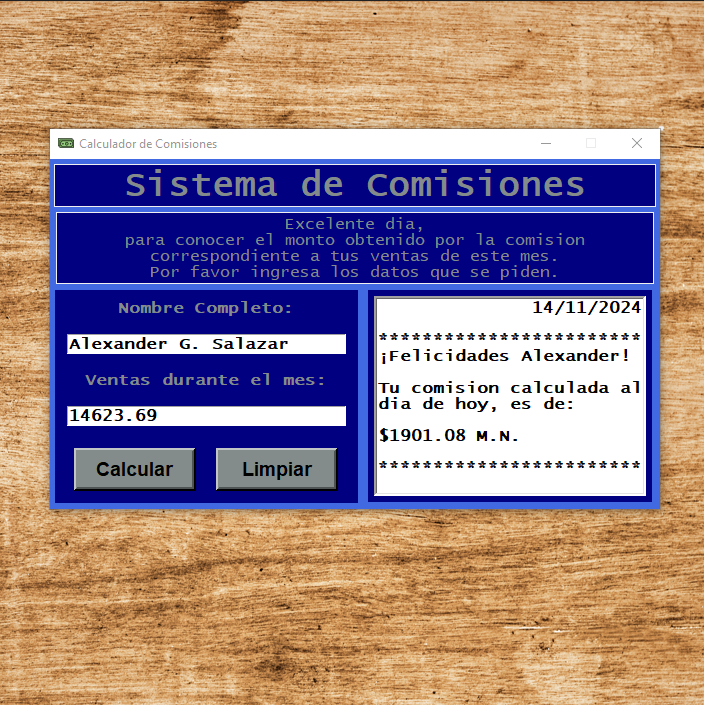 Calculador de Comisiones
Sistema de Comisiones
Excelente dia,
para conocer el monto obtenido por la comision
correspondiente a tus ventas de este mes.
Por favor ingresa los datos que se piden.
Nombre Completo:
Alexander G. Salazar
Ventas durante el mes:
14623.69
Calcular
Limpiar
14/11/2024
************************
¡Felicidades Alexander!
Tu comision calculada al
dia de hoy, es de:
$1901.08 M.N.
************************